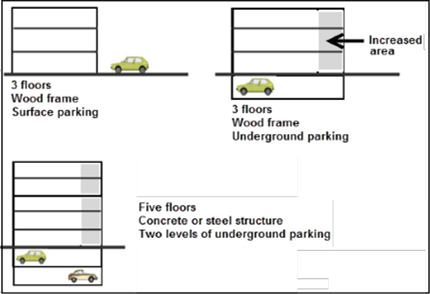 3 floors
Wood frame
Surface parking
Increased
area
3 floors
Wood frame
Underground parking
Five floors
Concrete or steel structure
Two levels of underground parking